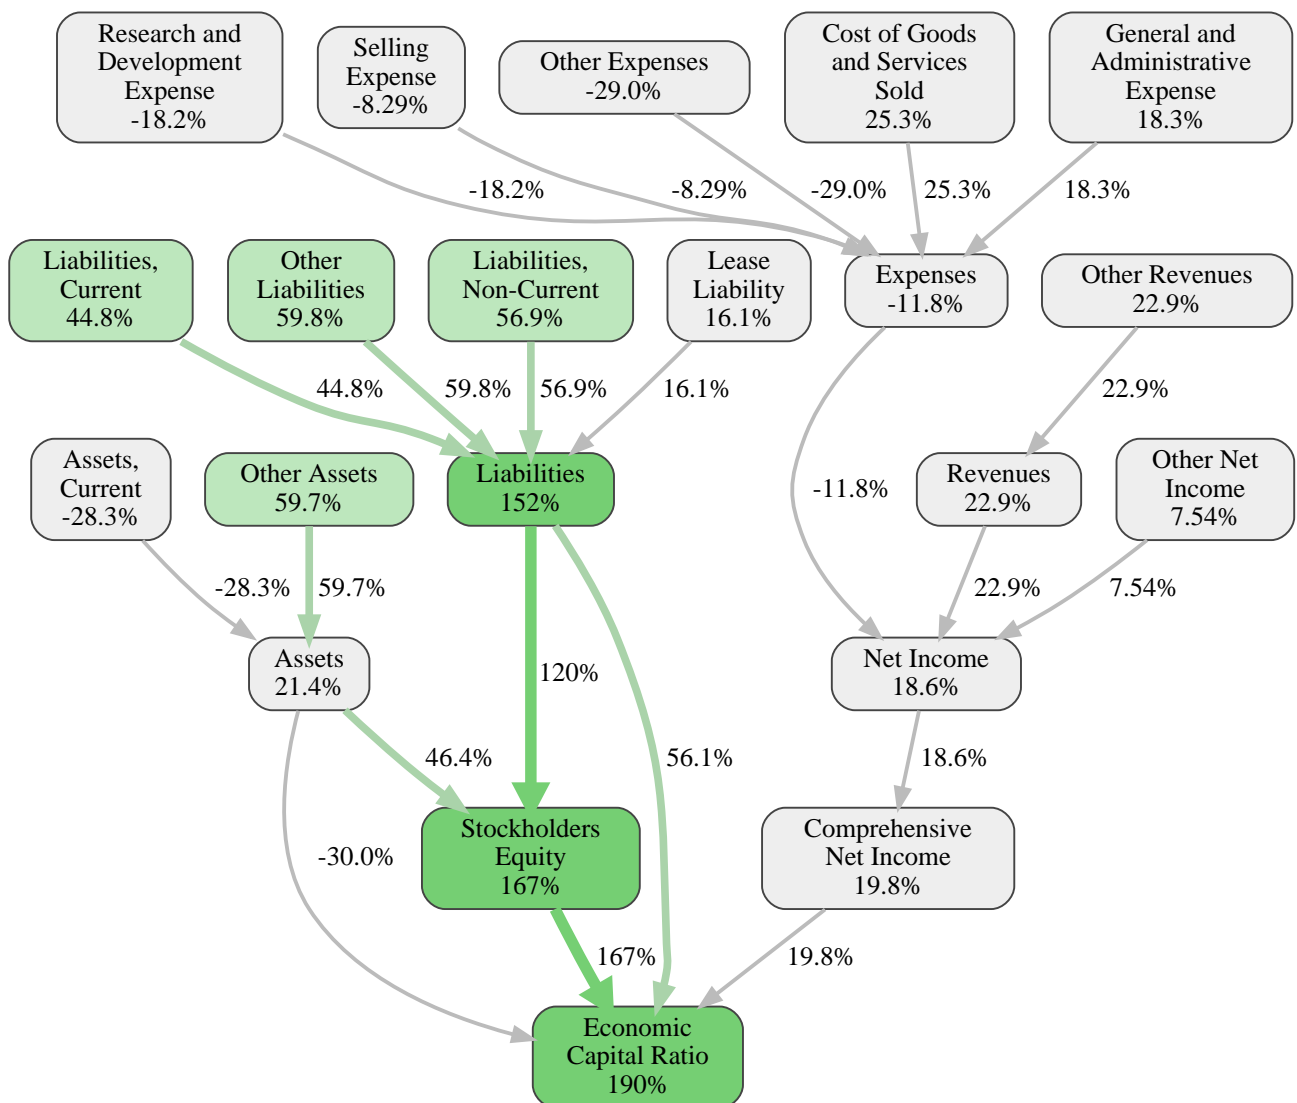 Research and
Development
Expense
-18.2%
Selling
Expense
-8.29%
Other Expenses
-29.0%
Cost of Goods
and Services
Sold
25.3%
General and
Administrative
Expense
18.3%
-18.2%
-8.29%
-29.0%
25.3%
18.3%
Liabilities,
Current
44.8%
Other
Liabilities
59.8%
Liabilities,
Non-Current
56.9%
Lease
Liability
16.1%
Expenses
-11.8%
Other Revenues
22.9%
44.8%
59.8%
56.9%
16.1%
22.9%
Assets,
Current
-28.3%
Other Assets
59.7%
Liabilities
152%
-11.8%
Revenues
22.9%
Other Net
Income
7.54%
-28.3%
59.7%
22.9%
7.54%
Assets
21.4%
120%
Net Income
18.6%
46.4%
56.1%
18.6%
-30.0%
Stockholders
Equity
167%
Comprehensive
Net Income
19.8%
167%
19.8%
Economic
Capital Ratio
190%